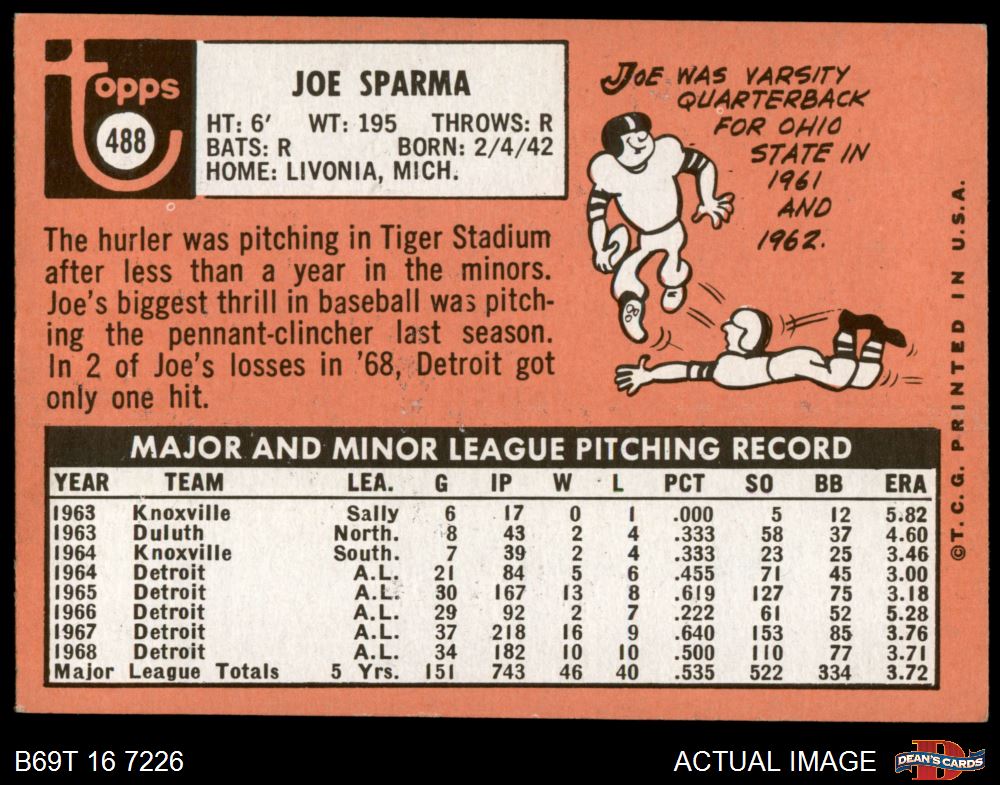 topps
488
JOE SPARMA
HT: 6' WT: 195 THROWS: R
BATS: R BORN: 2/4/42
HOME: LIVONIA, MICH.
JOE WAS VARSITY
QUARTERBACK
FOR OHIO
STATE IN
1961
AND
1962.
The hurler was pitching in Tiger Stadium
after less than a year in the minors.
Joe's biggest thrill in baseball was pitch-
ing the pennant-clincher last season.
In 2 of Joe's losses in '68, Detroit got
only one hit.
MAJOR AND MINOR LEAGUE PITCHING RECORD
YEAR TEAM LEA. G IP W L PCT SO BB ERA
1963 Knoxville Sally 6 17 0 1 .000 5 12 5.82
1963 Duluth North. 8 43 2 4 .333 58 37 4.60
1964 Knoxville South. 7 39 2 4 .333 23 25 3.46
1964 Detroit A.L. 21 84 5 6 .455 71 45 3.00
1965 Detroit A.L. 30 167 13 8 .619 127 75 3.18
1966 Detroit A.L. 29 92 2 7 .222 61 52 5.28
1967 Detroit A.L. 37 218 16 9 .640 153 85 3.76
1968 Detroit A.L. 34 182 10 10 .500 110 77 3.71
Major League Totals 5 Yrs. 151 743 46 40 .535 522 334 3.72
©T.C.G. PRINTED IN U.S.A.
B69T 16 7226
ACTUAL IMAGE
DEAN'S CARDS